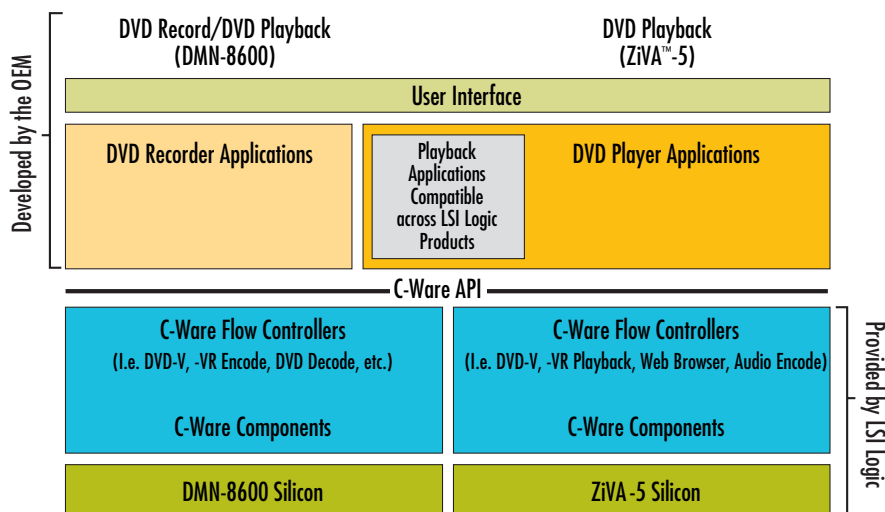 DVD Record/DVD Playback
(DMN-8600)
DVD Playback
(ZiVA™-5)
Developed by the OEM
User Interface
DVD Recorder Applications
Playback
Applications
Compatible
across LSI Logic
Products
DVD Player Applications
C-Ware API
C-Ware Flow Controllers
(I.e. DVD-V, -VR Encode, DVD Decode, etc.)
C-Ware Components
C-Ware Flow Controllers
(I.e. DVD-V, -VR Playback, Web Browser, Audio Encode)
C-Ware Components
Provided by LSI Logic
DMN-8600 Silicon
ZiVA -5 Silicon